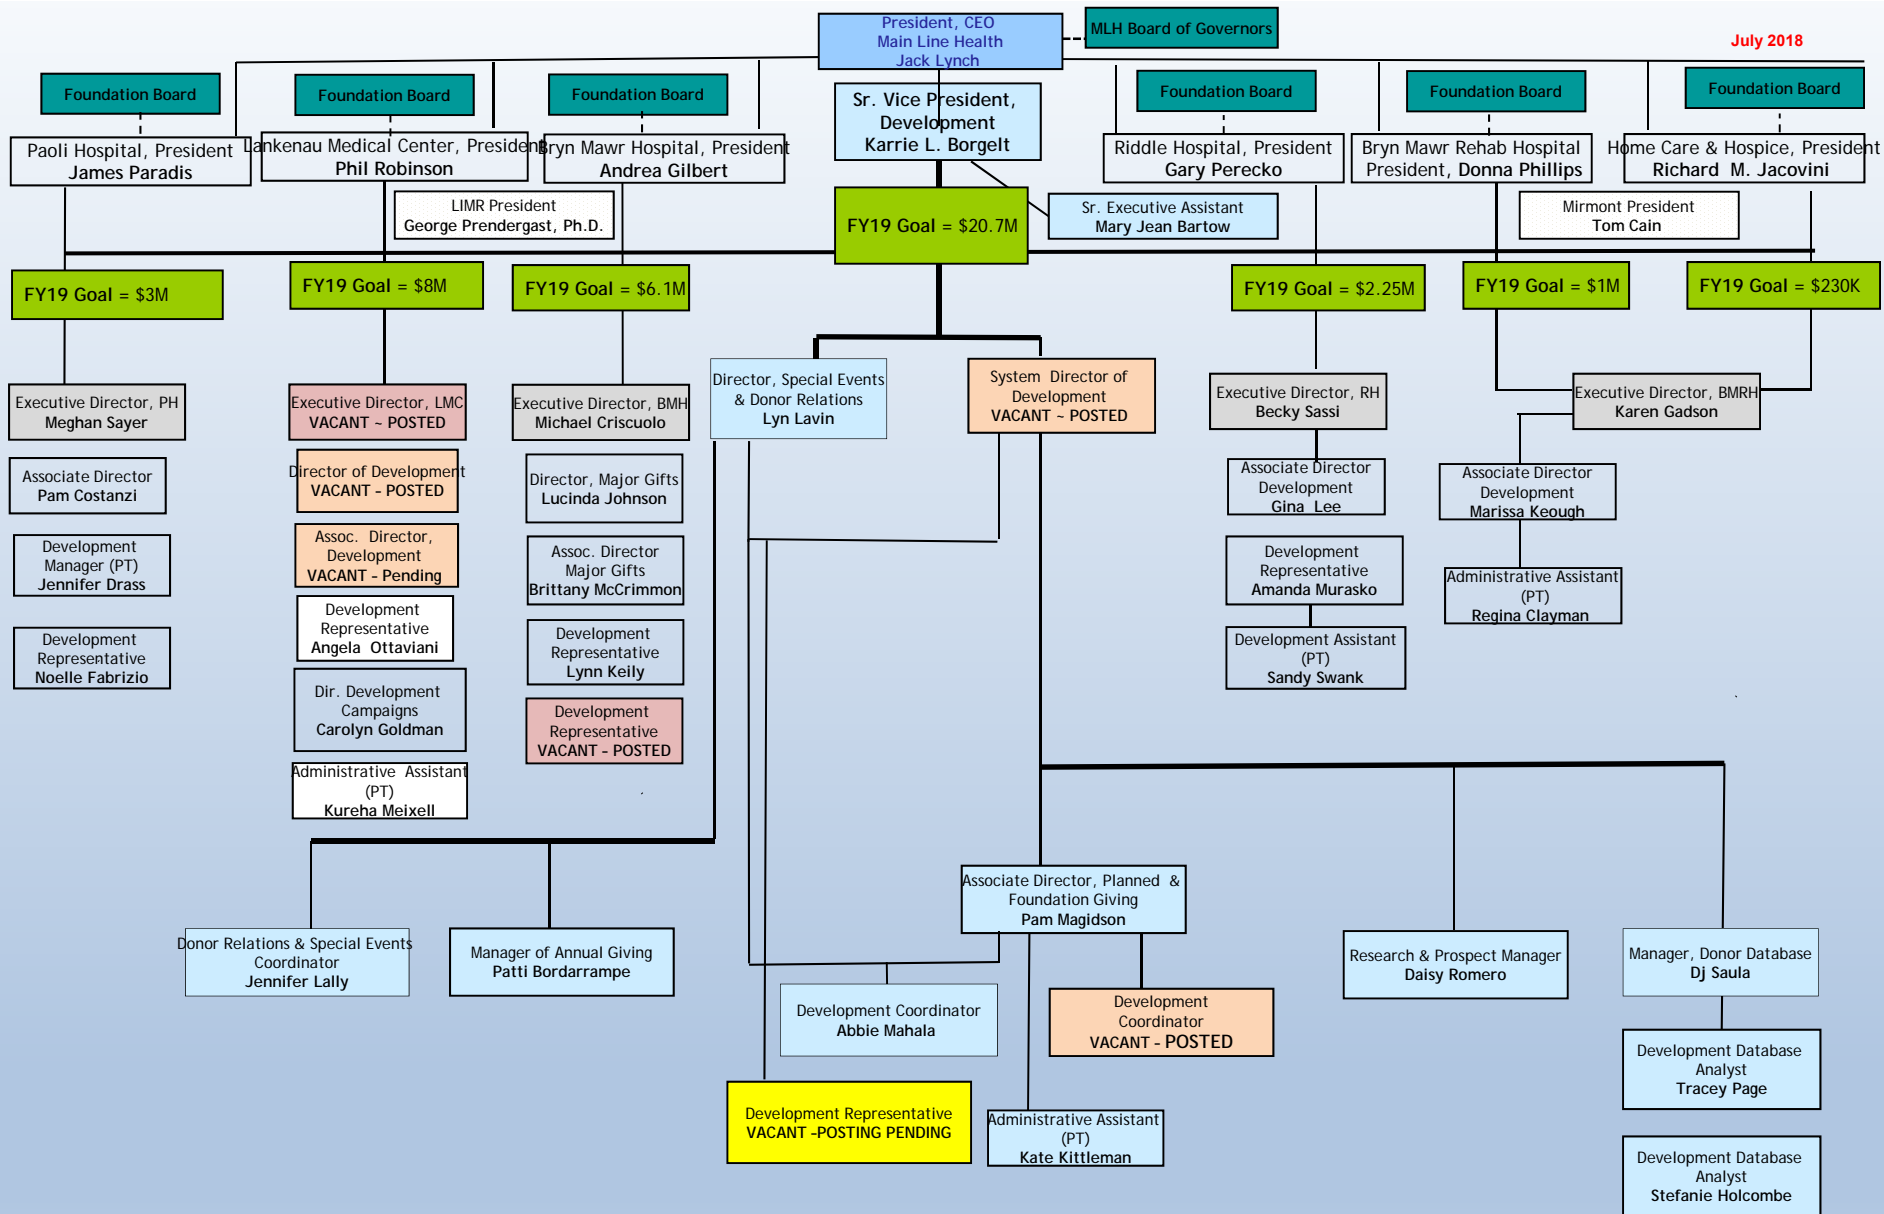 President, CEO
Main Line Health
Jack Lynch
MLH Board of Governors
July 2018
Foundation Board
Foundation Board
Foundation Board
Foundation Board
Foundation Board
Foundation Board
Sr. Vice President,
Development
Karrie L. Borgelt
Paoli Hospital, President
James Paradis
Lankenau Medical Center, President
Phil Robinson
Bryn Mawr Hospital, President
Andrea Gilbert
Riddle Hospital, President
Gary Perecko
Bryn Mawr Rehab Hospital
President, Donna Phillips
Home Care & Hospice, President
Richard M. Jacovini
LIMR President
George Prendergast, Ph.D.
FY19 Goal = $20.7M
Sr. Executive Assistant
Mary Jean Bartow
Mirmont President
Tom Cain
FY19 Goal = $3M
FY19 Goal = $8M
FY19 Goal = $6.1M
FY19 Goal = $2.25M
FY19 Goal = $1M
FY19 Goal = $230K
Executive Director, PH
Meghan Sayer
Executive Director, LMC
VACANT ~ POSTED
Executive Director, BMH
Michael Criscuolo
Director, Special Events
& Donor Relations
Lyn Lavin
System Director of
Development
VACANT ~ POSTED
Executive Director, RH
Becky Sassi
Executive Director, BMRH
Karen Gadson
Associate Director
Pam Costanzi
Director of Development
VACANT - POSTED
Director, Major Gifts
Lucinda Johnson
Associate Director
Development
Gina Lee
Associate Director
Development
Marissa Keough
Development
Manager (PT)
Jennifer Drass
Assoc. Director,
Development
VACANT - Pending
Assoc. Director
Major Gifts
Brittany McCrimmon
Development
Representative
Amanda Murasko
Administrative Assistant
(PT)
Regina Clayman
Development
Representative
Noelle Fabrizio
Development
Representative
Angela Ottaviani
Development
Representative
Lynn Keily
Development Assistant
(PT)
Sandy Swank
Dir. Development
Campaigns
Carolyn Goldman
Development
Representative
VACANT - POSTED
Administrative Assistant
(PT)
Kureha Meixell
Associate Director, Planned &
Foundation Giving
Pam Magidson
Donor Relations & Special Events
Coordinator
Jennifer Lally
Manager of Annual Giving
Patti Bordarrampe
Research & Prospect Manager
Daisy Romero
Manager, Donor Database
Dj Saula
Development Coordinator
Abbie Mahala
Development
Coordinator
VACANT - POSTED
Development Database
Analyst
Tracey Page
Development Representative
VACANT -POSTING PENDING
Administrative Assistant
(PT)
Kate Kittleman
Development Database
Analyst
Stefanie Holcombe